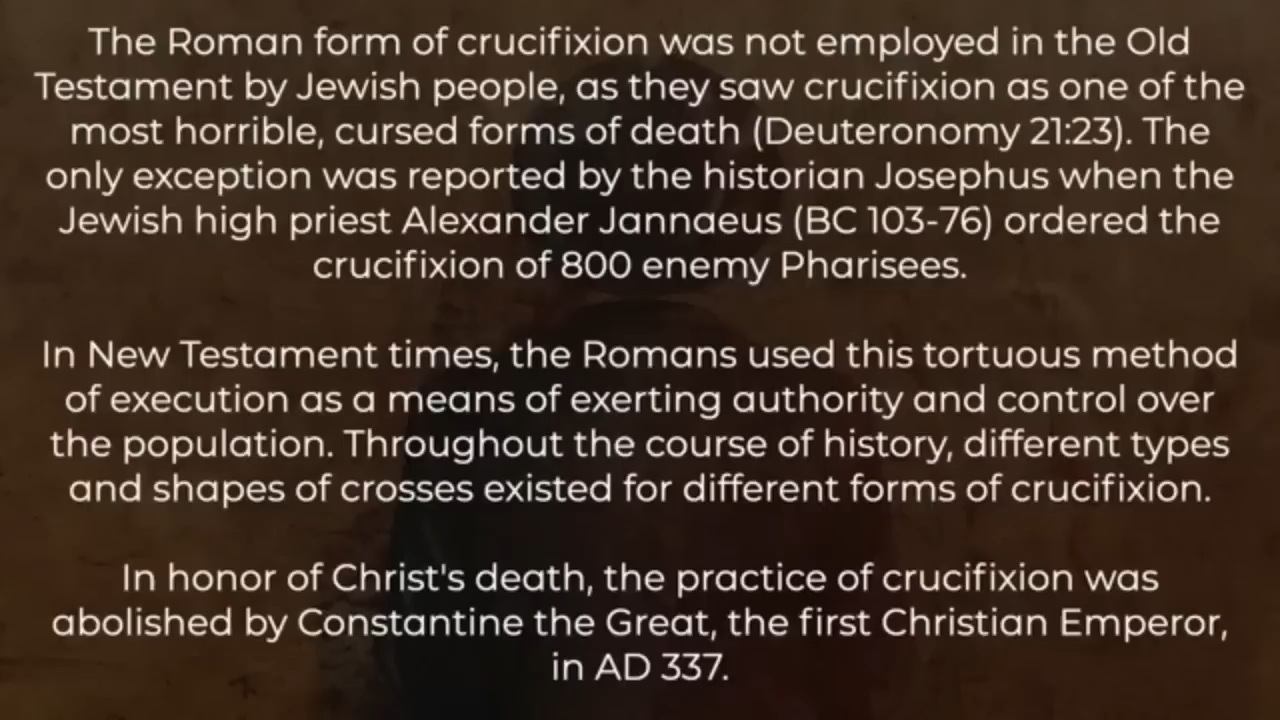 The Roman form of crucifixion was not employed in the Old
Testament by Jewish people, as they saw crucifixion as one of the
most horrible, cursed forms of death (Deuteronomy 21:23). The
only exception was reported by the historian Josephus when the
Jewish high priest Alexander Jannaeus (BC 103-76) ordered the
crucifixion of 800 enemy Pharisees.
In New Testament times, the Romans used this tortuous method
of execution as a means of exerting authority and control over
the population. Throughout the course of history, different types
and shapes of crosses existed for different forms of crucifixion.
In honor of Christ's death, the practice of crucifixion was
abolished by Constantine the Great, the first Christian Emperor,
in AD 337.